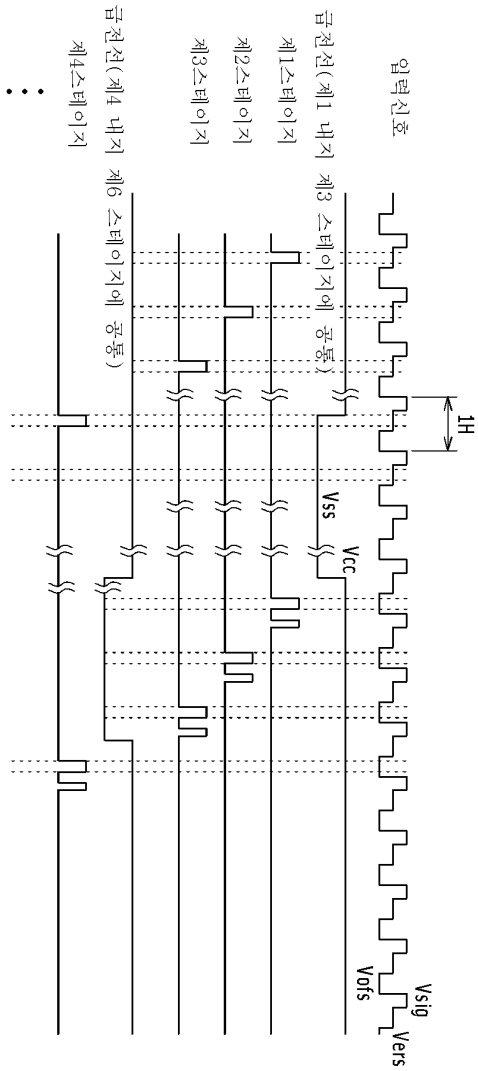 1H
입력신호
Vsig
Vers
Vofs
급전선(제1 내지 제3 스테이지에 공통)
Vcc
Vss
제1스테이지
제2스테이지
제3스테이지
급전선(제4 내지 제6 스테이지에 공통)
제4스테이지